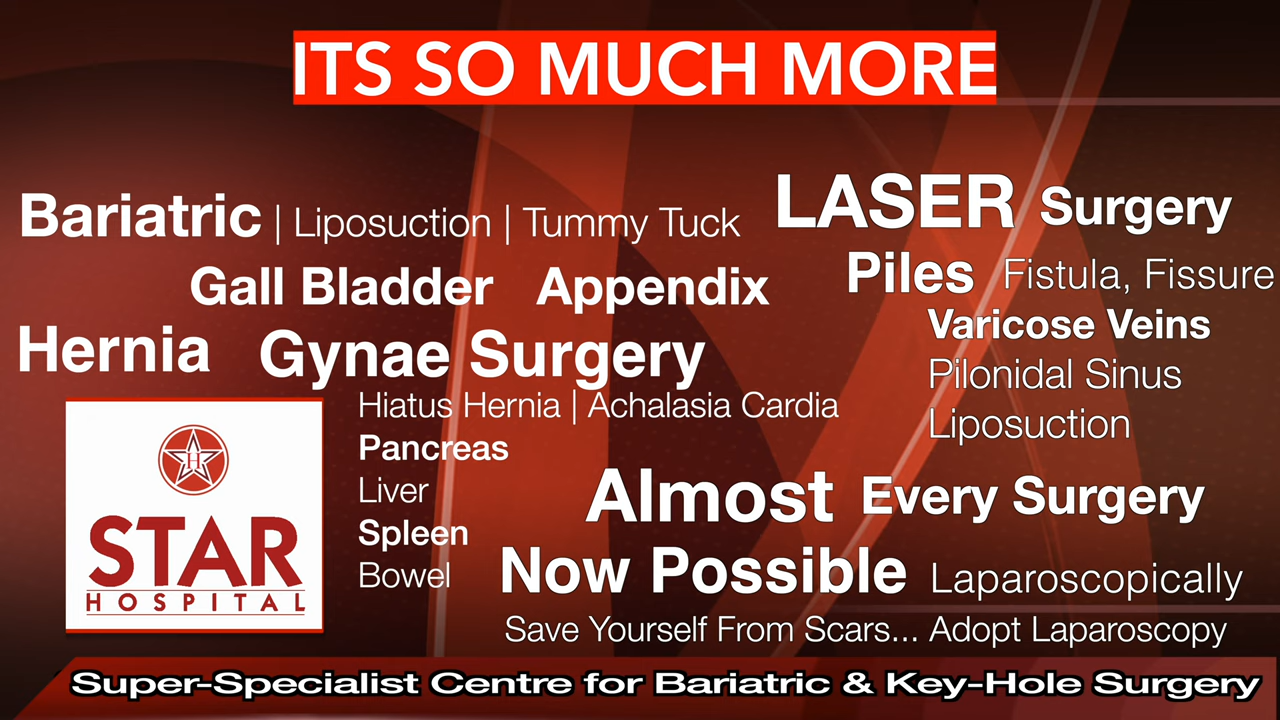 ITS SO MUCH MORE
Bariatric | Liposuction | Tummy Tuck
Gall Bladder Appendix
Hernia Gynae Surgery
Hiatus Hernia | Achalasia Cardia
Pancreas
Liver
Spleen
Bowel
LASER Surgery
Piles Fistula, Fissure
Varicose Veins
Pilonidal Sinus
Liposuction
Almost Every Surgery
Now Possible Laparoscopically
Save Yourself From Scars... Adopt Laparoscopy
H
STAR
HOSPITAL
Super-Specialist Centre for Bariatric & Key-Hole Surgery